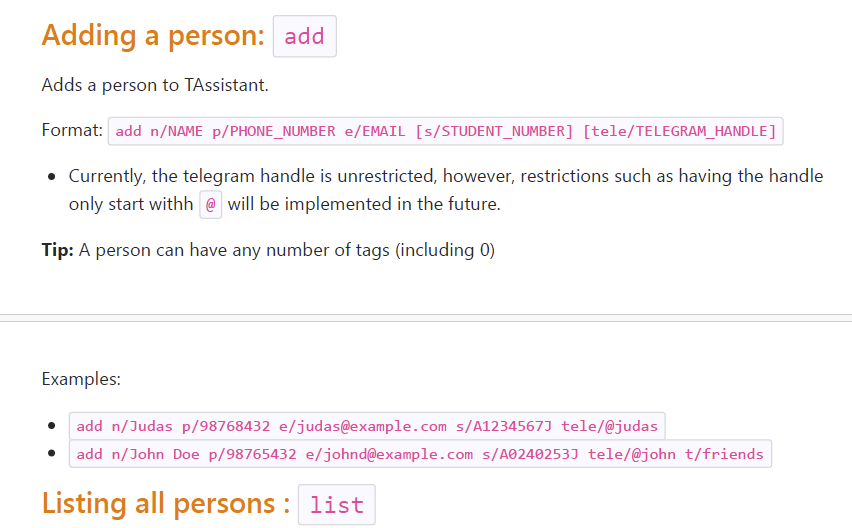 Adding a person: add
Adds a person to TAssistant.
Format: add n/NAME p/PHONE_NUMBER e/EMAIL [s/STUDENT_NUMBER] [tele/TELEGRAM_HANDLE]
• Currently, the telegram handle is unrestricted, however, restrictions such as having the handle
only start withh @ will be implemented in the future.
Tip: A person can have any number of tags (including 0)
Examples:
• add n/Judas p/98768432 e/judas@example.com s/A1234567J tele/@judas
• add n/John Doe p/98765432 e/johnd@example.com s/A0240253J tele/@john t/friends
Listing all persons : list